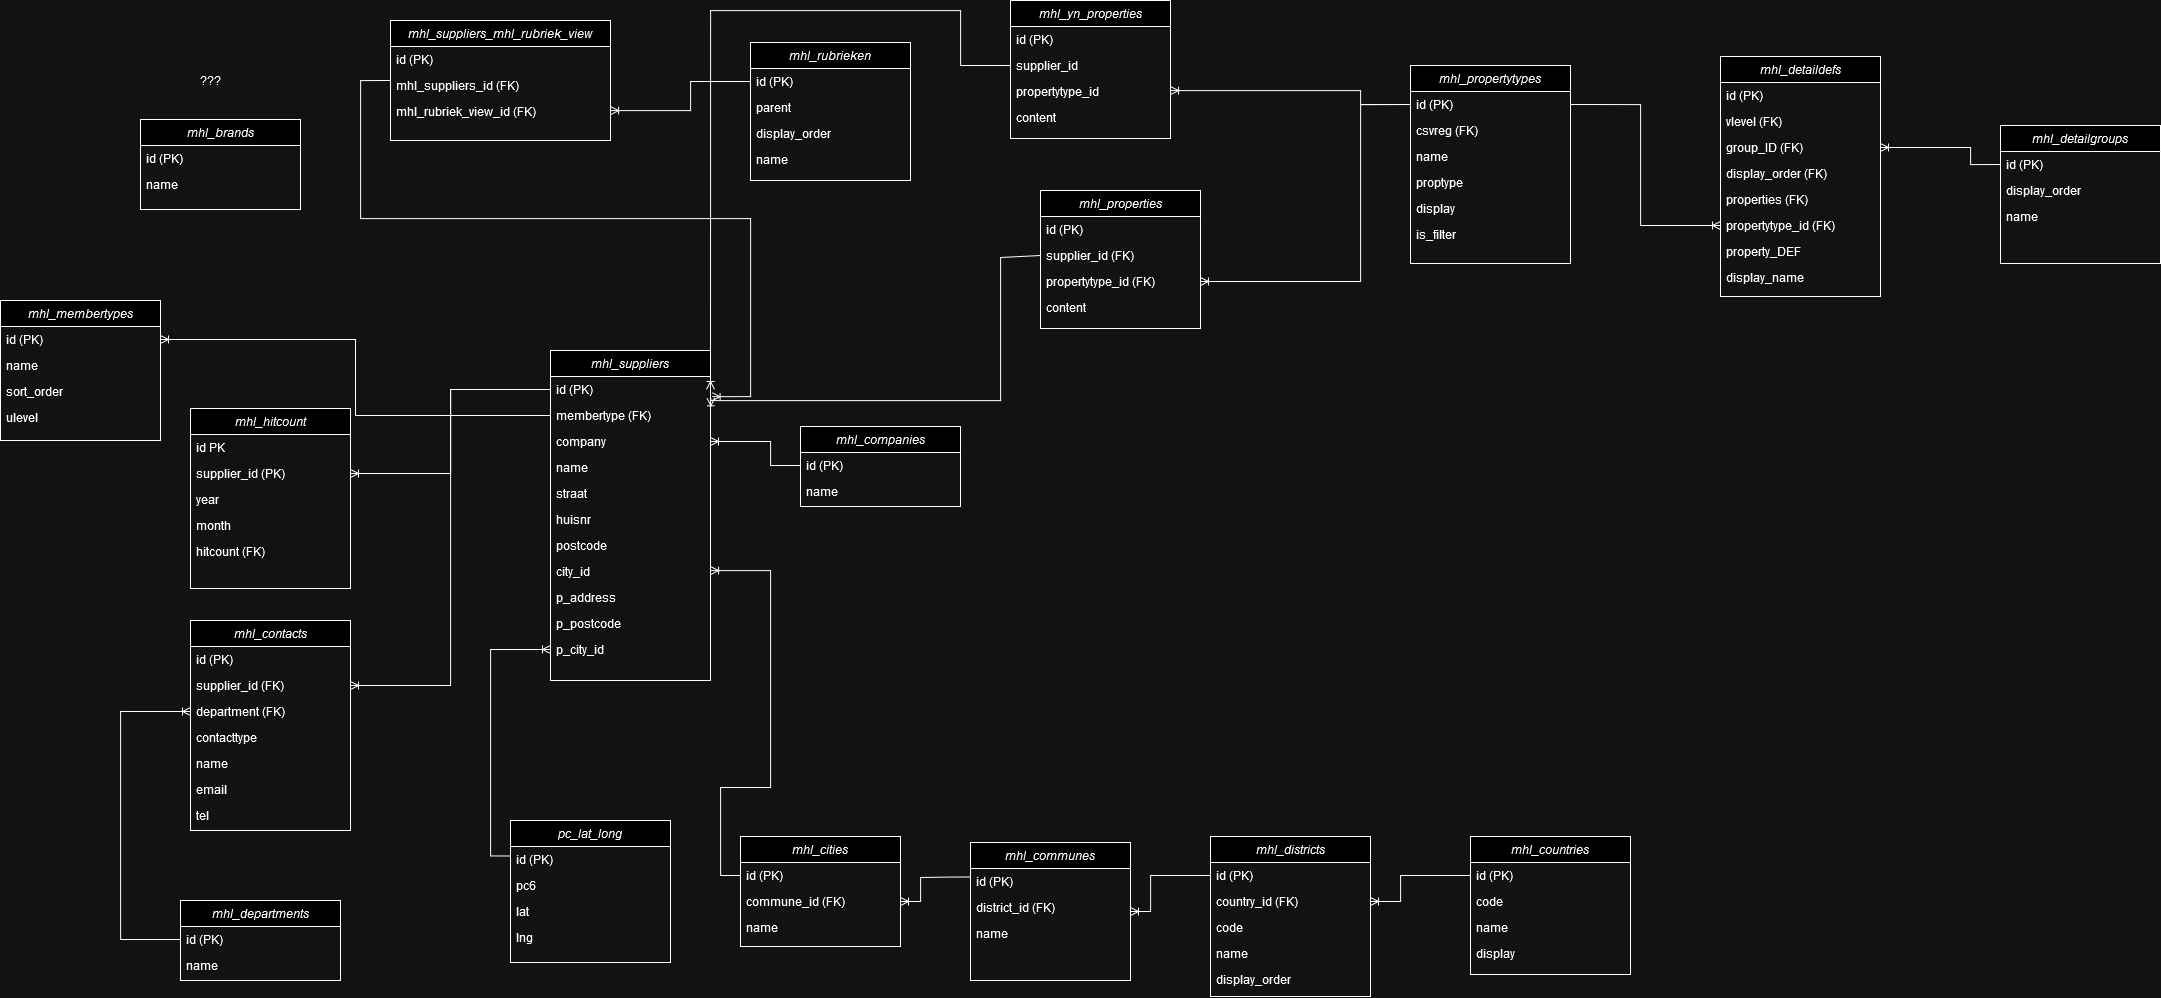 ???
mhl_brands
id (PK)
name
mhl_suppliers_mhl_rubriek_view
id (PK)
mhl_suppliers_id (FK)
mhl_rubriek_view_id (FK)
mhl_rubrieken
id (PK)
parent
display_order
name
mhl_yn_properties
id (PK)
supplier_id
propertytype_id
content
mhl_propertytypes
id (PK)
csvreg (FK)
name
proptype
display
is_filter
mhl_detaildefs
id (PK)
vlevel (FK)
group_ID (FK)
display_order (FK)
properties (FK)
propertytype_id (FK)
property_DEF
display_name
mhl_detailgroups
id (PK)
display_order
name
mhl_properties
id (PK)
supplier_id (FK)
propertytype_id (FK)
content
mhl_membertypes
id (PK)
name
sort_order
ulevel
mhl_hitcount
id PK
supplier_id (PK)
year
month
hitcount (FK)
mhl_suppliers
id (PK)
membertype (FK)
company
name
straat
huisnr
postcode
city_id
p_address
p_postcode
p_city_id
mhl_companies
id (PK)
name
mhl_contacts
id (PK)
supplier_id (FK)
department (FK)
contacttype
name
email
tel
mhl_departments
id (PK)
name
pc_lat_long
id (PK)
pc6
lat
lng
mhl_cities
id (PK)
commune_id (FK)
name
mhl_communes
id (PK)
district_id (FK)
name
mhl_districts
id (PK)
country_id (FK)
code
name
display_order
mhl_countries
id (PK)
code
name
display